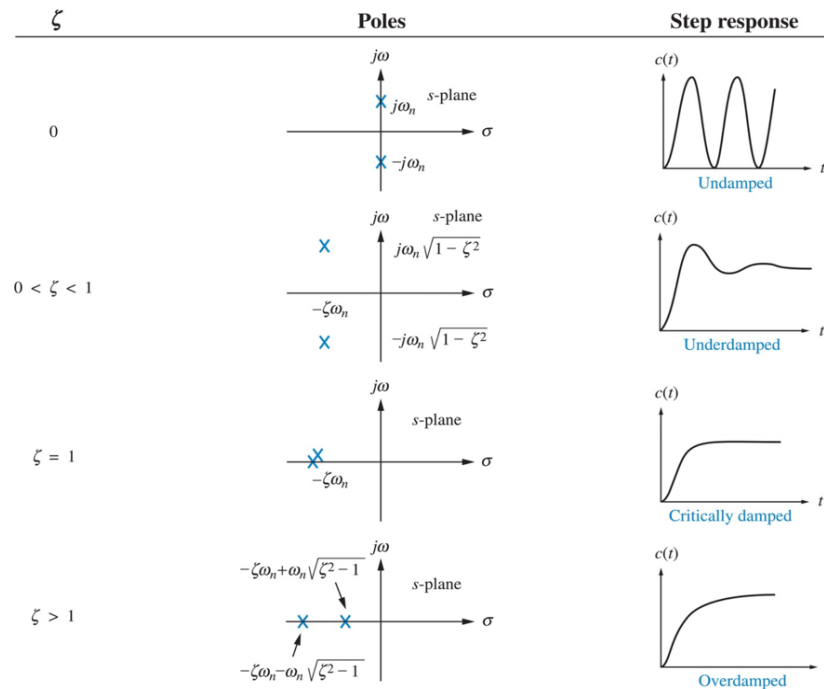 ζ Poles Step response
0
jω
s-plane
jωn
σ
−jωn
c(t)
t
Undamped
0 < ζ < 1
jω
s-plane
jωn√1 − ζ²
σ
−ζωn
−jωn√1 − ζ²
c(t)
t
Underdamped
ζ = 1
jω
s-plane
σ
−ζωn
c(t)
t
Critically damped
ζ > 1
jω
−ζωn+ωn√ζ²−1
s-plane
σ
−ζωn−ωn√ζ²−1
c(t)
t
Overdamped